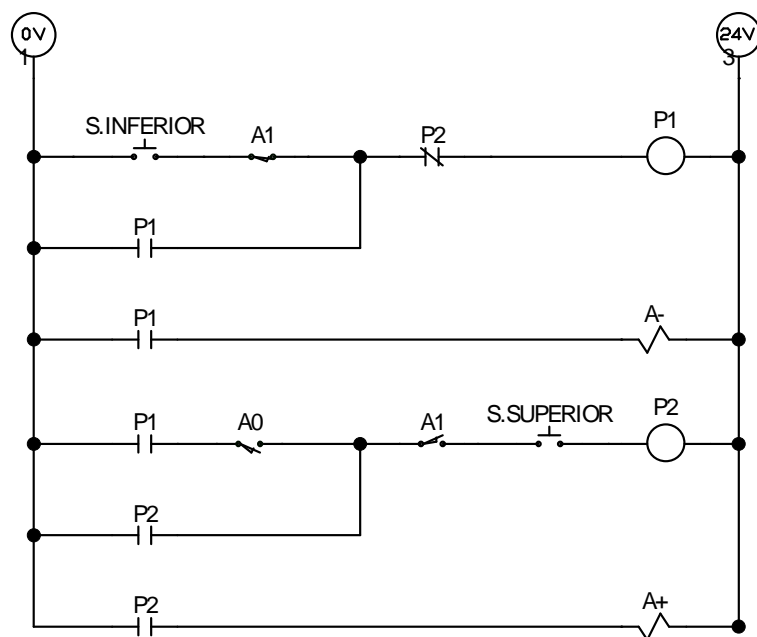 0V
1
24V
3
S.INFERIOR
A1
P2
P1
P1
P1
A-
P1
A0
A1
S.SUPERIOR
P2
P2
P2
A+